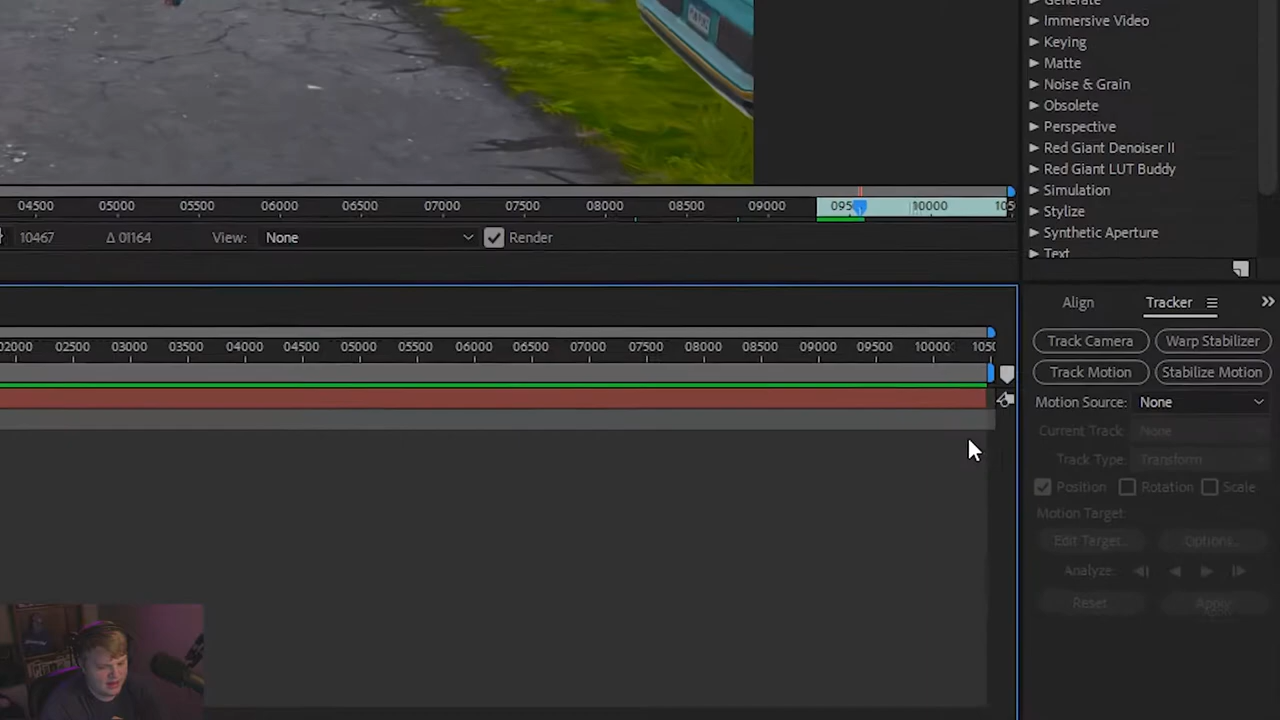 Generate
Immersive Video
Keying
Matte
Noise & Grain
Obsolete
Perspective
Red Giant Denoiser II
Red Giant LUT Buddy
Simulation
Stylize
Synthetic Aperture
Text
04500 05000 05500 06000 06500 07000 07500 08000 08500 09000 095 10000 105
10467 Δ 01164 View: None Render
Align Tracker
02000 02500 03000 03500 04000 04500 05000 05500 06000 06500 07000 07500 08000 08500 09000 09500 10000 1050
Track Camera Warp Stabilizer
Track Motion Stabilize Motion
Motion Source: None
Current Track: None
Track Type: Transform
Position Rotation Scale
Motion Target:
Edit Target... Options...
Analyze:
Reset Apply